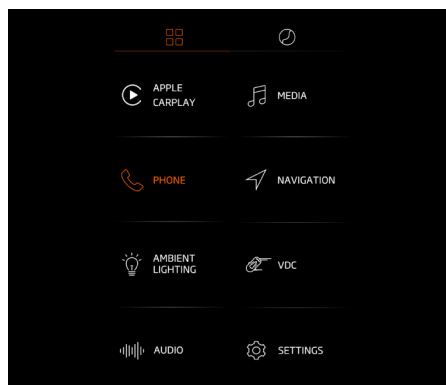 APPLE
CARPLAY
MEDIA
PHONE
NAVIGATION
AMBIENT
LIGHTING
VDC
AUDIO
SETTINGS